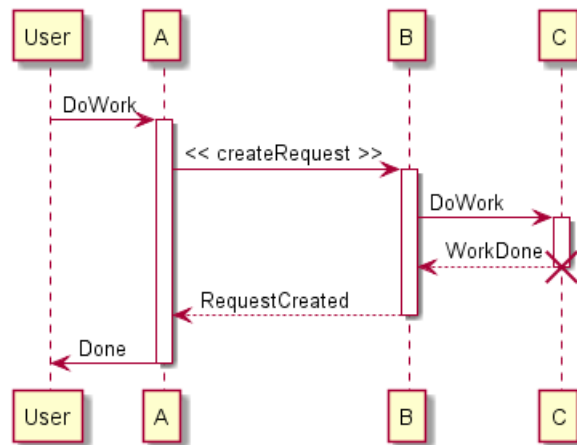 User A B C
DoWork
<< createRequest >>
DoWork
WorkDone
RequestCreated
Done
User A B C